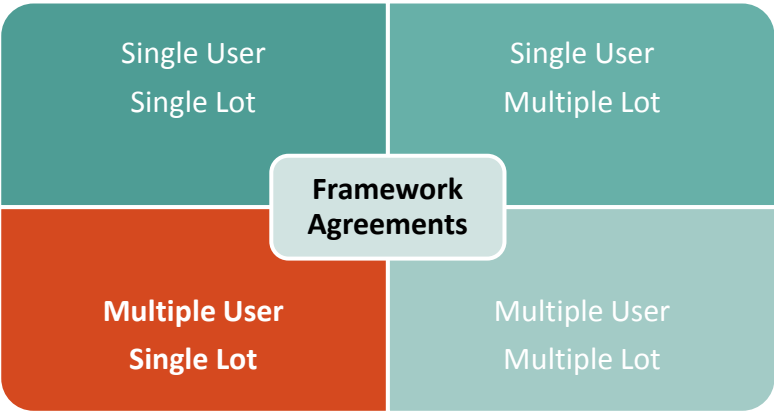 Single User
Single Lot
Single User
Multiple Lot
Framework
Agreements
Multiple User
Single Lot
Multiple User
Multiple Lot